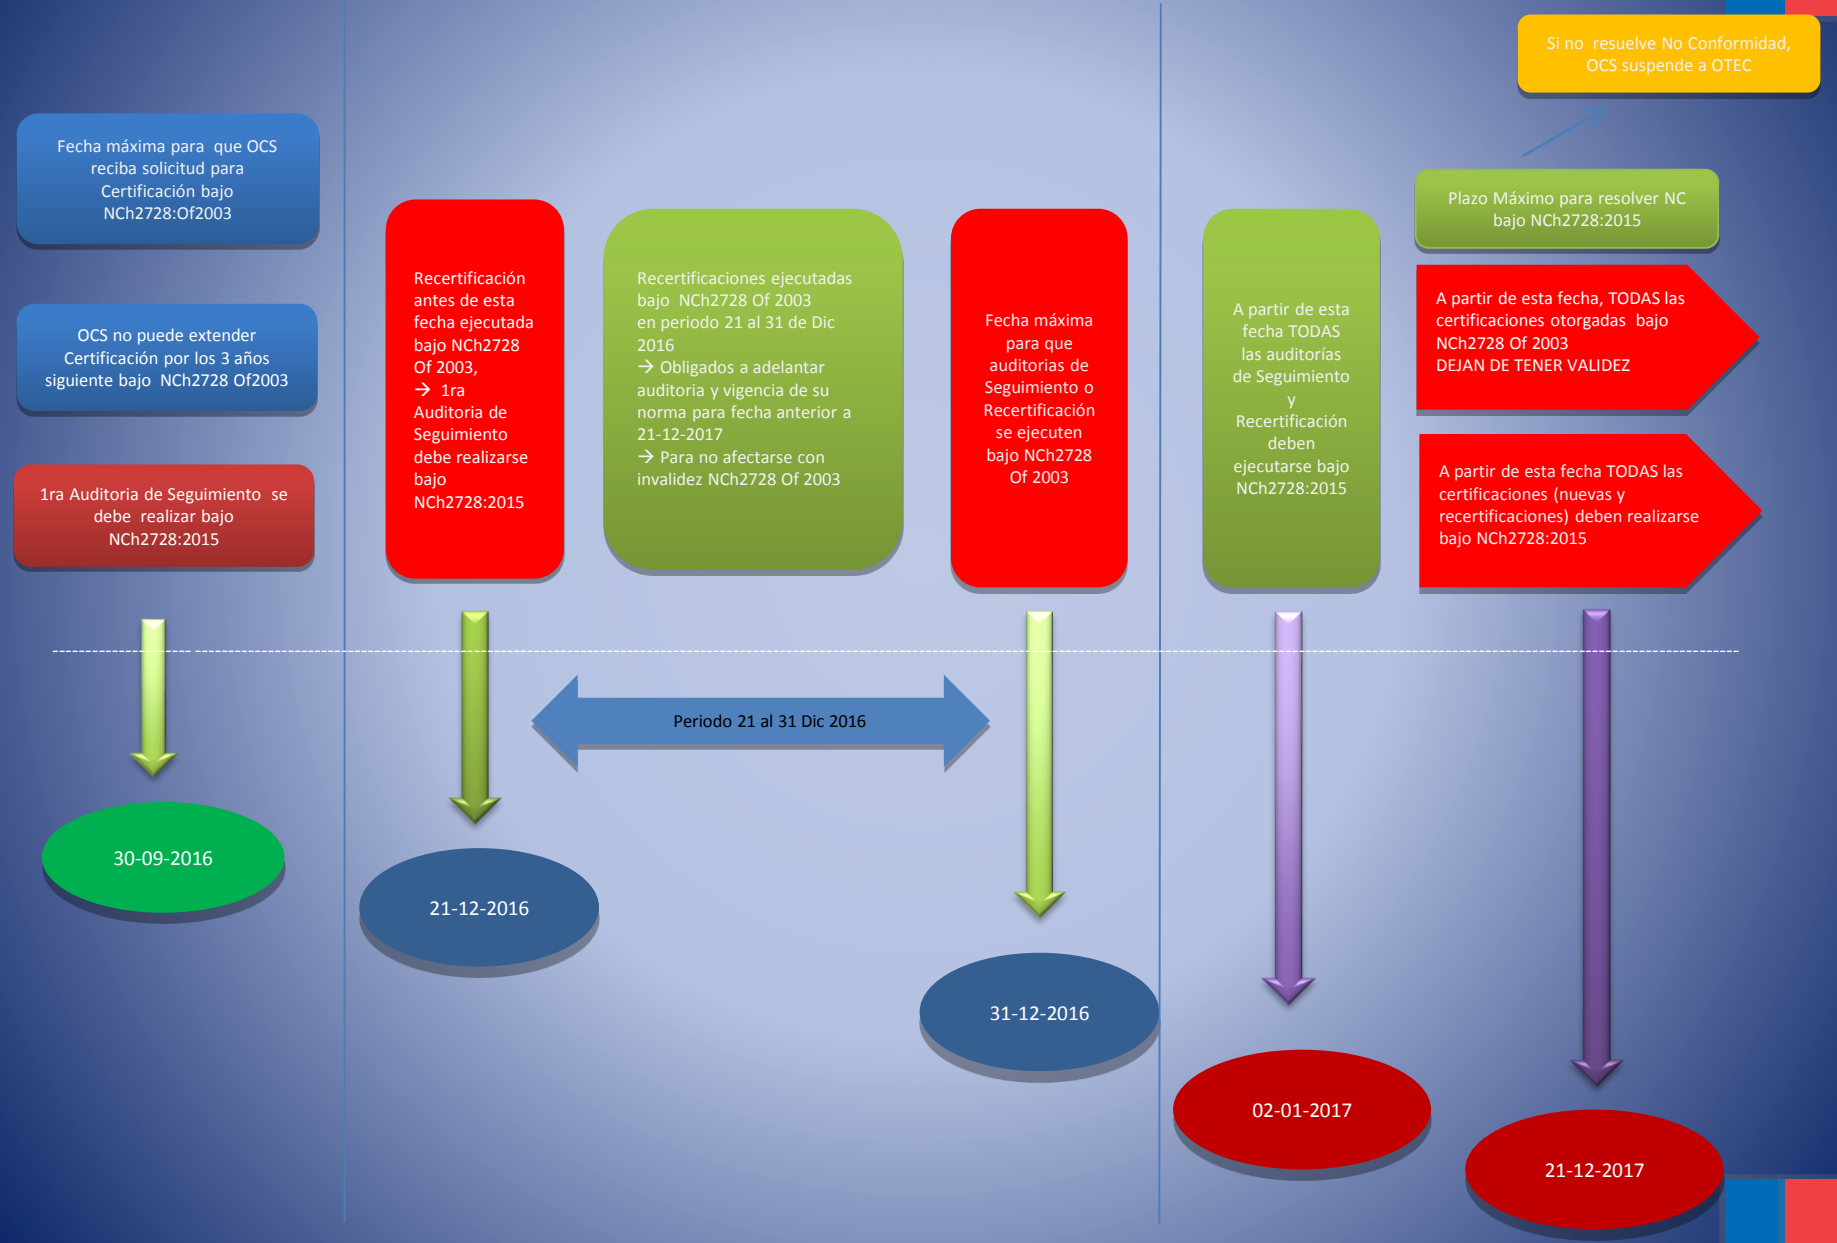 Si no resuelve No Conformidad,
OCS suspende a OTEC
Fecha máxima para que OCS
reciba solicitud para
Certificación bajo
NCh2728:Of2003
OCS no puede extender
Certificación por los 3 años
siguiente bajo NCh2728 Of2003
1ra Auditoria de Seguimiento se
debe realizar bajo
NCh2728:2015
Recertificación
antes de esta
fecha ejecutada
bajo NCh2728
Of 2003,
→ 1ra
Auditoria de
Seguimiento
debe realizarse
bajo
NCh2728:2015
Recertificaciones ejecutadas
bajo NCh2728 Of 2003
en periodo 21 al 31 de Dic
2016
→ Obligados a adelantar
auditoria y vigencia de su
norma para fecha anterior a
21-12-2017
→ Para no afectarse con
invalidez NCh2728 Of 2003
Fecha máxima
para que
auditorias de
Seguimiento o
Recertificación
se ejecuten
bajo NCh2728
Of 2003
A partir de esta
fecha TODAS
las auditorías
de Seguimiento
y
Recertificación
deben
ejecutarse bajo
NCh2728:2015
Plazo Máximo para resolver NC
bajo NCh2728:2015
A partir de esta fecha, TODAS las
certificaciones otorgadas bajo
NCh2728 Of 2003
DEJAN DE TENER VALIDEZ
A partir de esta fecha TODAS las
certificaciones (nuevas y
recertificaciones) deben realizarse
bajo NCh2728:2015
Periodo 21 al 31 Dic 2016
30-09-2016
21-12-2016
31-12-2016
02-01-2017
21-12-2017